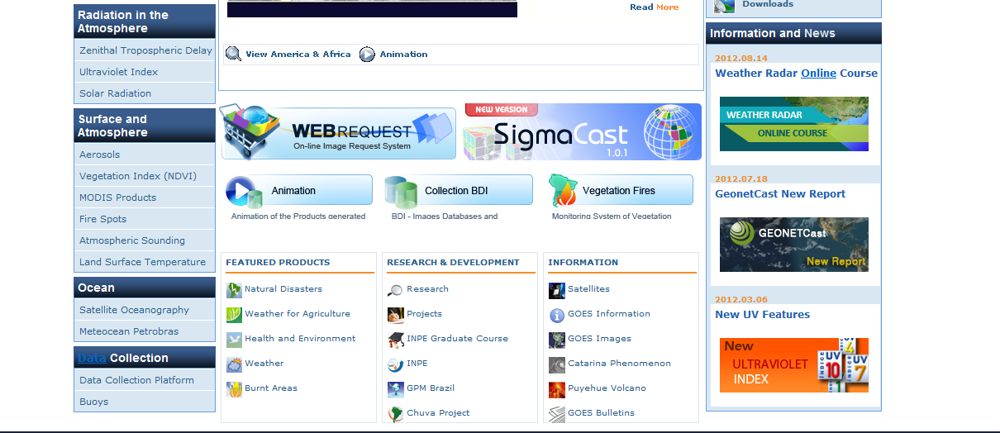 Radiation in the
Atmosphere
Zenithal Tropospheric Delay
Ultraviolet Index
Solar Radiation
Surface and
Atmosphere
Aerosols
Vegetation Index (NDVI)
MODIS Products
Fire Spots
Atmospheric Sounding
Land Surface Temperature
Ocean
Satellite Oceanography
Meteocean Petrobras
Data Collection
Data Collection Platform
Buoys
Read More
View America & Africa
Animation
WEBREQUEST
On-line Image Request System
NEW VERSION
SigmaCast
1.0.1
Animation
Animation of the Products generated
Collection BDI
BDI - Images Databases and
Vegetation Fires
Monitoring System of Vegetation
FEATURED PRODUCTS
Natural Disasters
Weather for Agriculture
Health and Environment
Weather
Burnt Areas
RESEARCH & DEVELOPMENT
Research
Projects
INPE Graduate Course
INPE
GPM Brazil
Chuva Project
INFORMATION
Satellites
GOES Information
GOES Images
Catarina Phenomenon
Puyehue Volcano
GOES Bulletins
Downloads
Information and News
2012.08.14
Weather Radar Online Course
WEATHER RADAR
ONLINE COURSE
2012.07.18
GeonetCast New Report
GEONETCast
New Report
2012.03.06
New UV Features
New
ULTRAVIOLET
INDEX
UV
10
4
UV
7
1